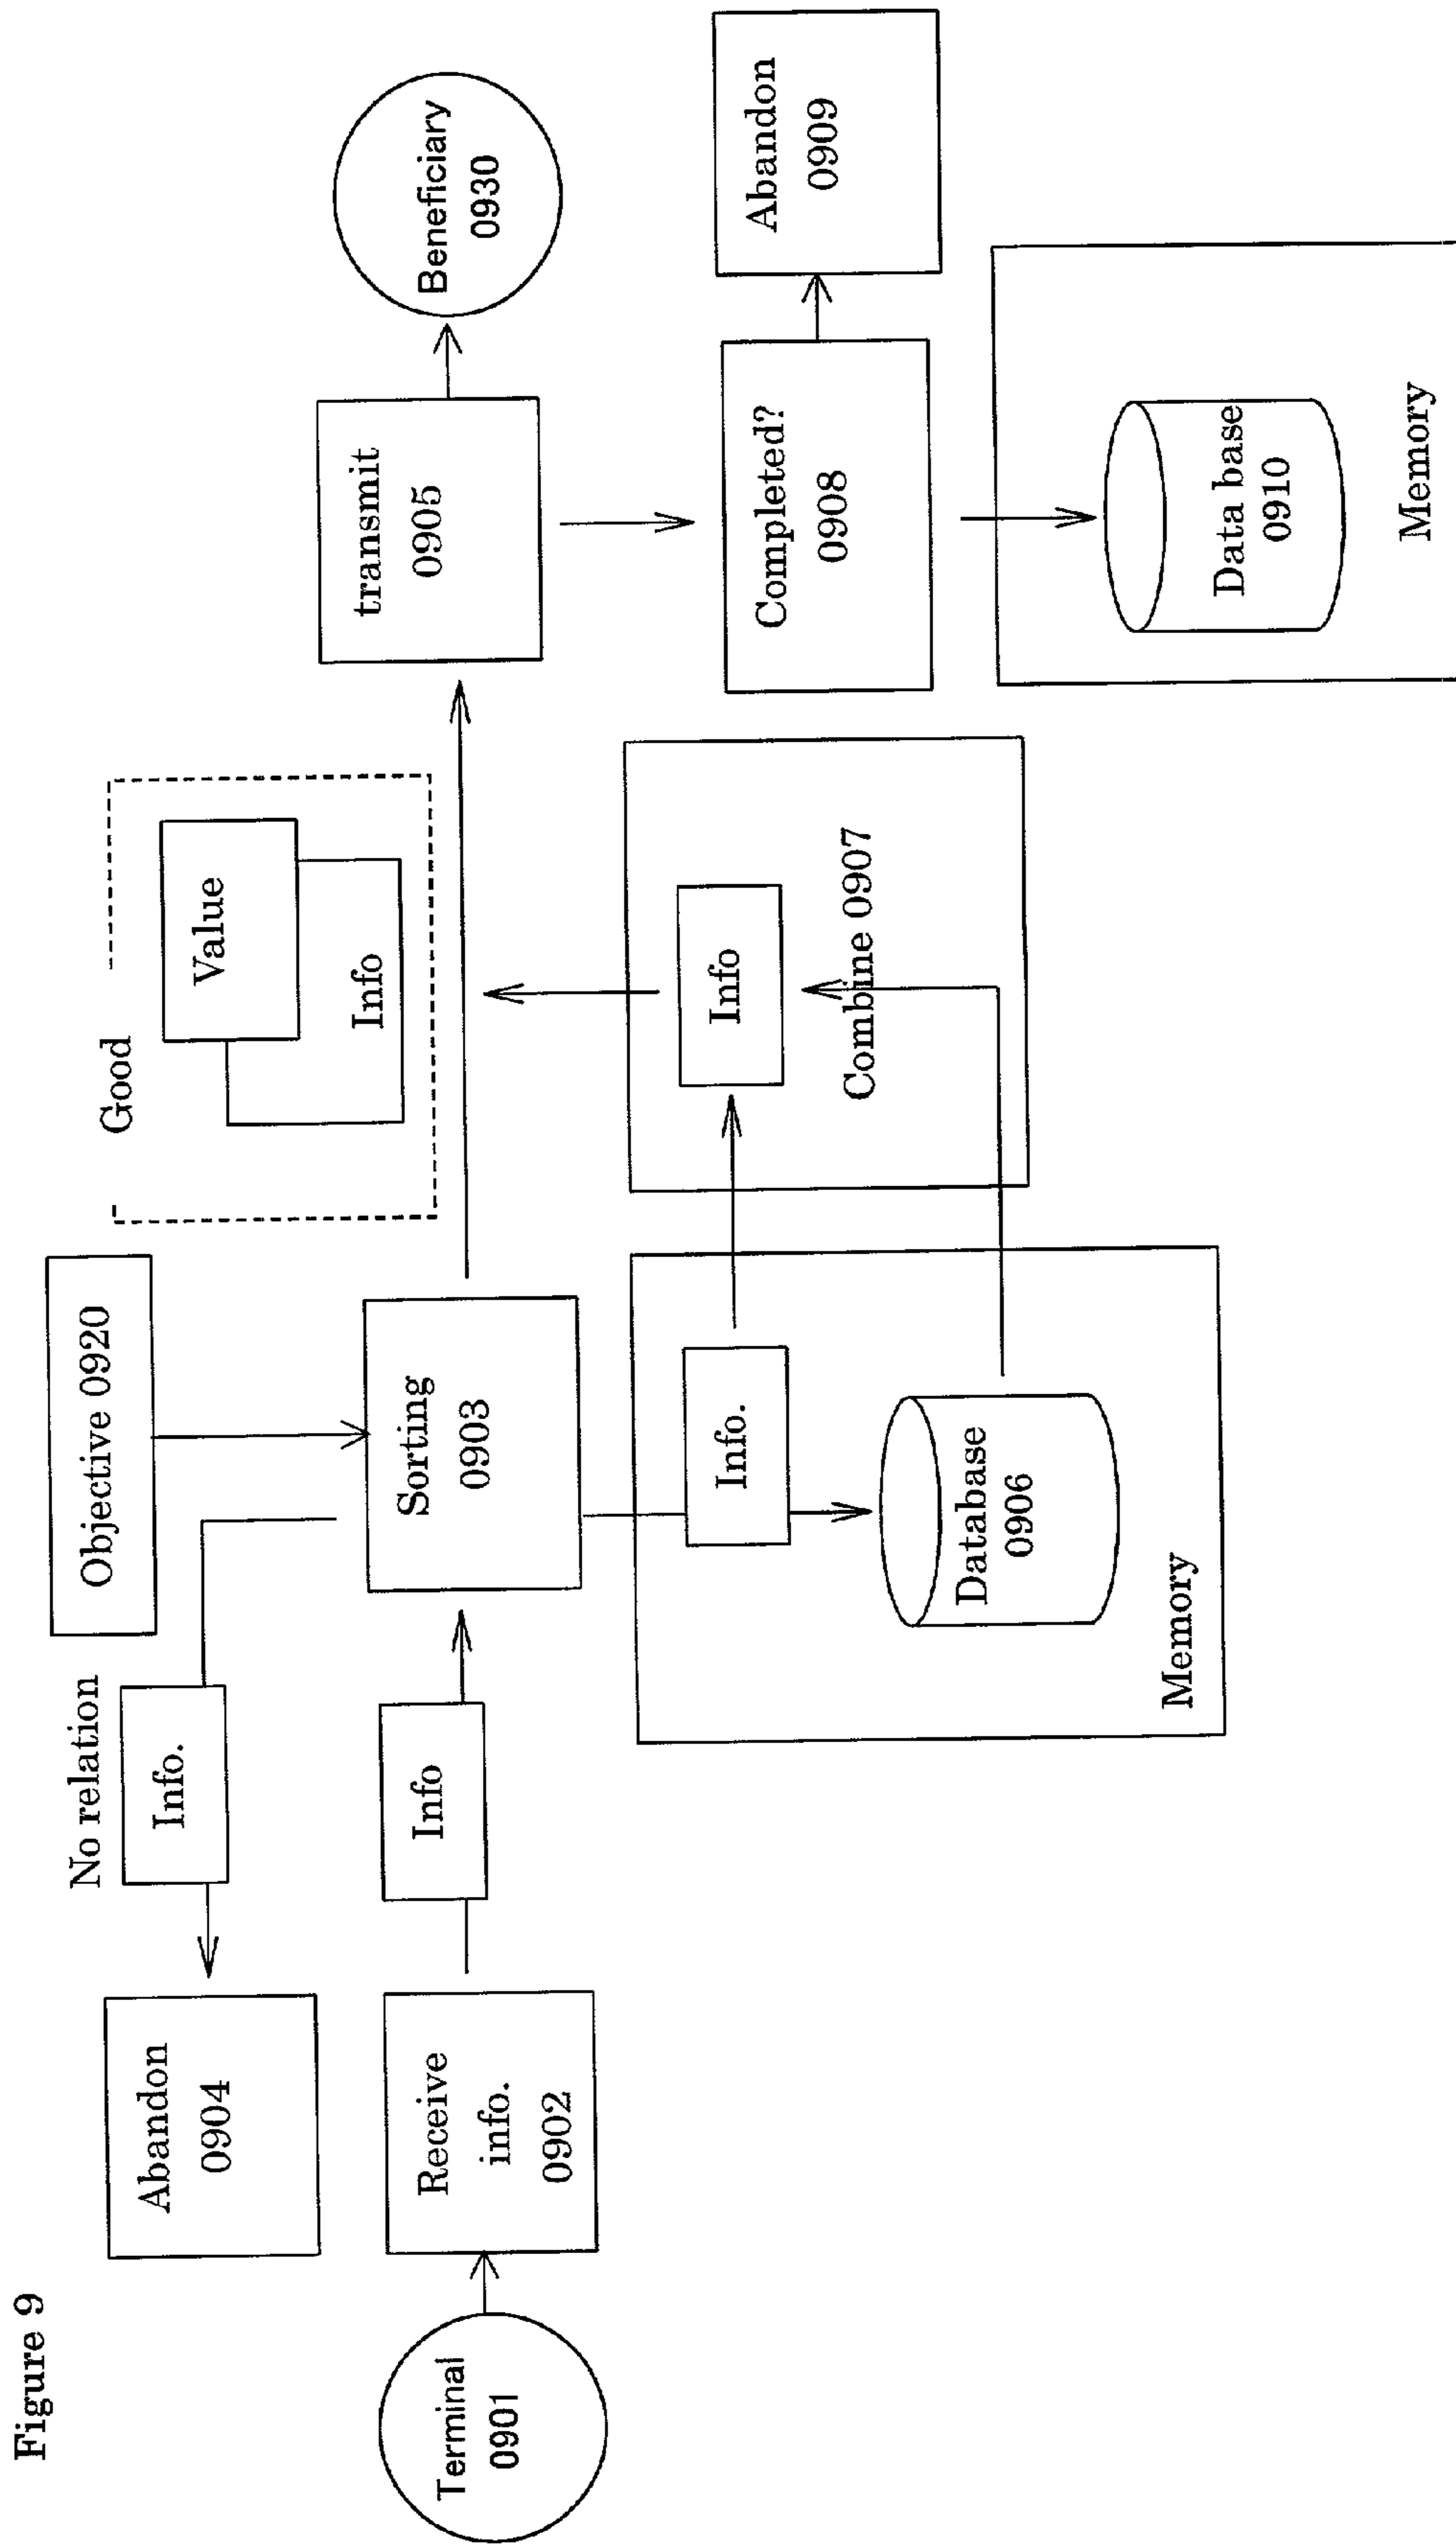 Figure 9
No relation
Objective 0920
Good
Abandon
0904
Info.
Value
Info
Terminal
0901
Receive
info.
0902
Info
Sorting
0903
transmit
0905
Beneficiary
0930
Info.
Info
Combine 0907
Completed?
0908
Abandon
0909
Database
0906
Memory
Data base
0910
Memory